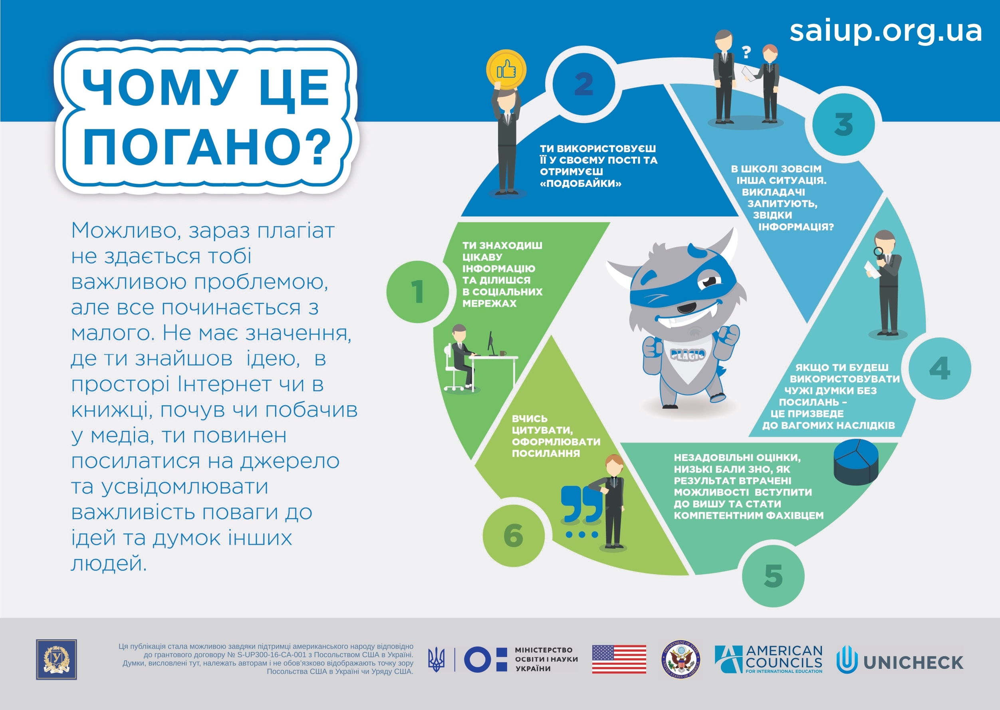 saiup.org.ua
ЧОМУ ЦЕ
ПОГАНО?
Можливо, зараз плагіат
не здається тобі
важливою проблемою,
але все починається з
малого. Не має значення,
де ти знайшов ідею, в
просторі Інтернет чи в
книжці, почув чи побачив
у медіа, ти повинен
посилатися на джерело
та усвідомлювати
важливість поваги до
ідей та думок інших
людей.
1
ТИ ЗНАХОДИШ
ЦІКАВУ
ІНФОРМАЦІЮ
ТА ДІЛИШСЯ
В СОЦІАЛЬНИХ
МЕРЕЖАХ
2
ТИ ВИКОРИСТОВУЄШ
ЇЇ У СВОЄМУ ПОСТІ ТА
ОТРИМУЄШ
«ПОДОБАЙКИ»
?
3
В ШКОЛІ ЗОВСІМ
ІНША СИТУАЦІЯ.
ВИКЛАДАЧІ
ЗАПИТУЮТЬ,
ЗВІДКИ
ІНФОРМАЦІЯ?
4
ЯКЩО ТИ БУДЕШ
ВИКОРИСТОВУВАТИ
ЧУЖІ ДУМКИ БЕЗ
ПОСИЛАНЬ –
ЦЕ ПРИЗВЕДЕ
ДО ВАГОМИХ НАСЛІДКІВ
5
НЕЗАДОВІЛЬНІ ОЦІНКИ,
НИЗЬКІ БАЛИ ЗНО, ЯК
РЕЗУЛЬТАТ ВТРАЧЕНІ
МОЖЛИВОСТІ ВСТУПИТИ
ДО ВИШУ ТА СТАТИ
КОМПЕТЕНТНИМ ФАХІВЦЕМ
6
ВЧИСЬ
ЦИТУВАТИ,
ОФОРМЛЮВАТИ
ПОСИЛАННЯ
PLAGIO
Ця публікація стала можливою завдяки підтримці американського народу відповідно
до грантового договору № S-UP300-16-CA-001 з Посольством США в Україні.
Думки, висловлені тут, належать авторам і не обов'язково відображають точку зору
Посольства США в Україні чи Уряду США.
МІНІСТЕРСТВО
ОСВІТИ І НАУКИ
УКРАЇНИ
DEPARTMENT OF STATE
UNITED STATES OF AMERICA
AMERICAN
COUNCILS
FOR INTERNATIONAL EDUCATION
UNICHECK